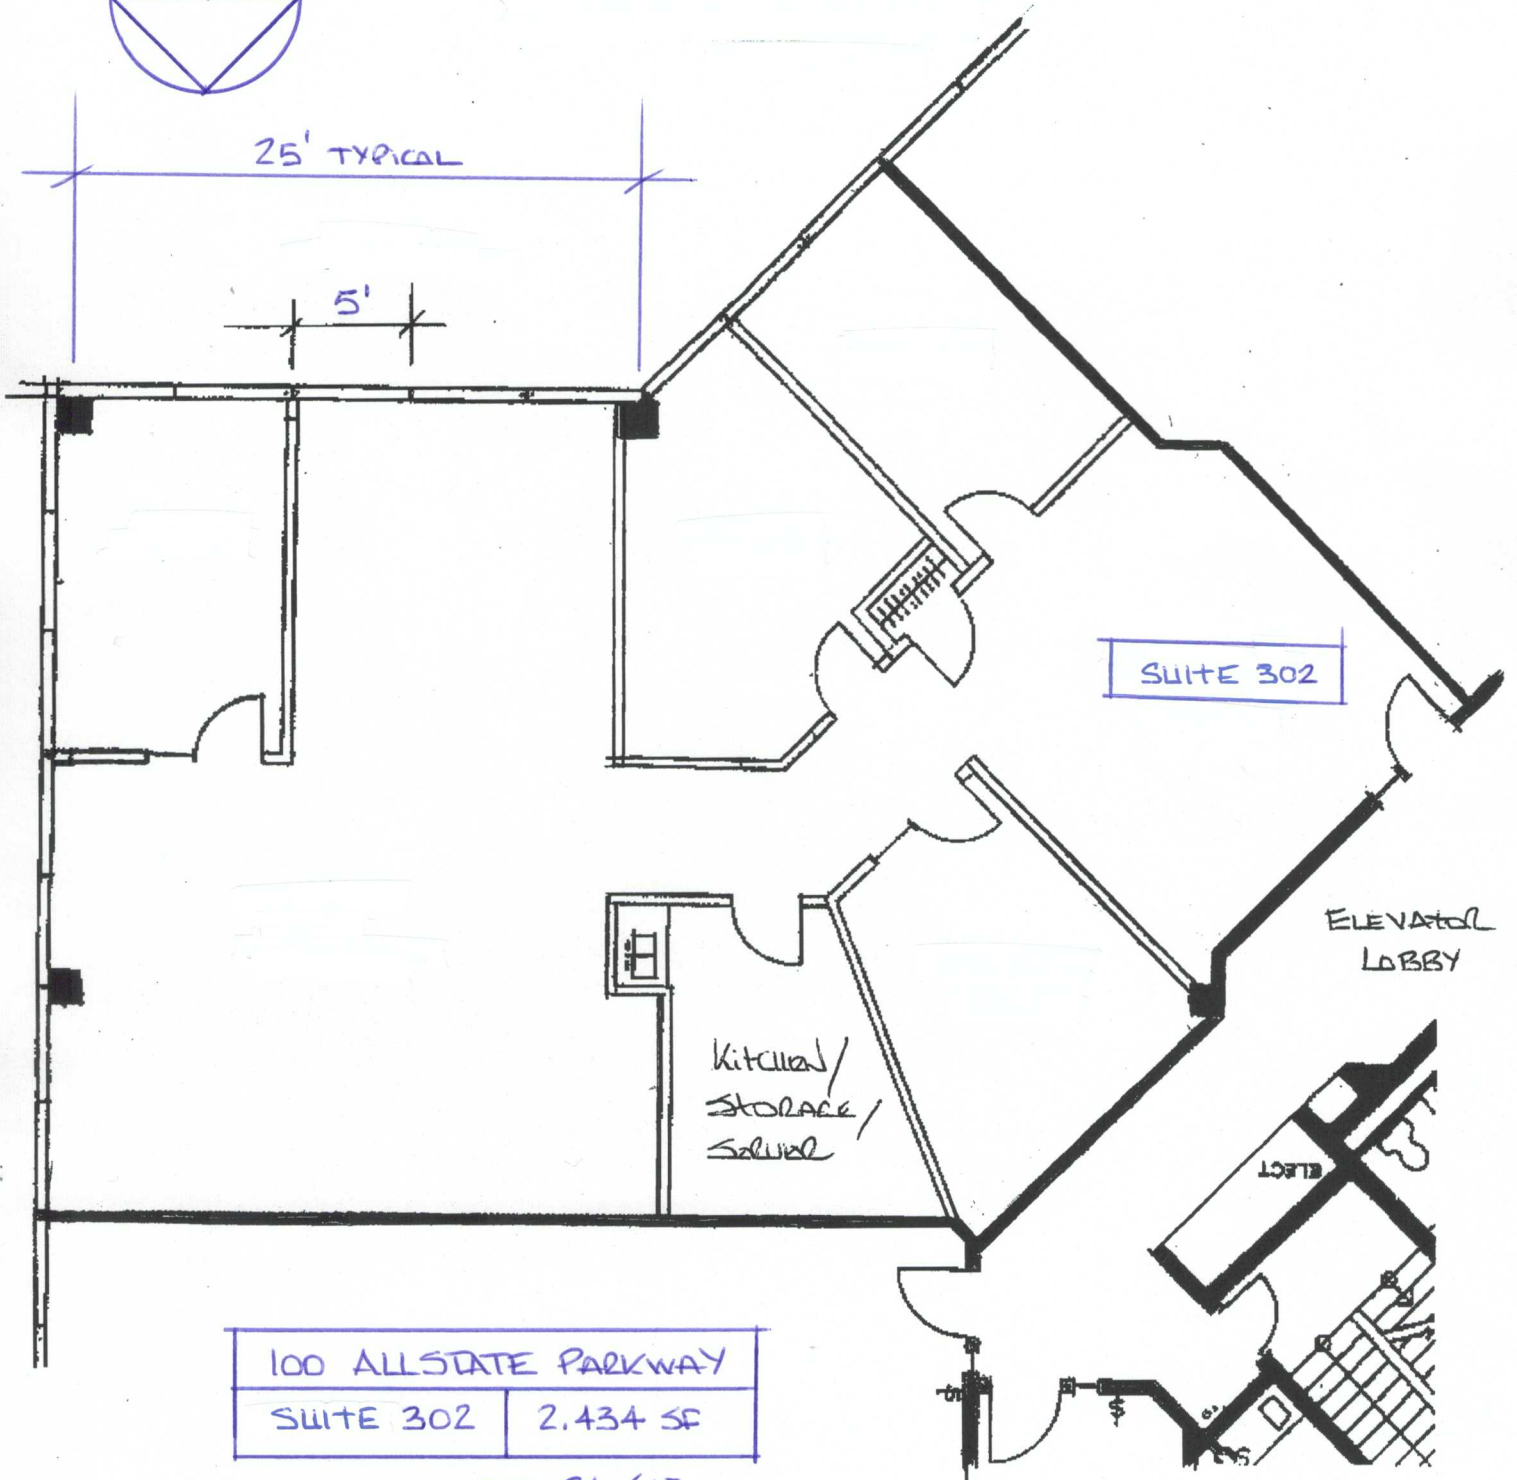 25' TYPICAL
5'
SUITE 302
ELEVATOR
LOBBY
KITCHEN/
STORAGE/
SERVER
ELECT
100 ALLSTATE PARKWAY
SUITE 302
2.434 SF